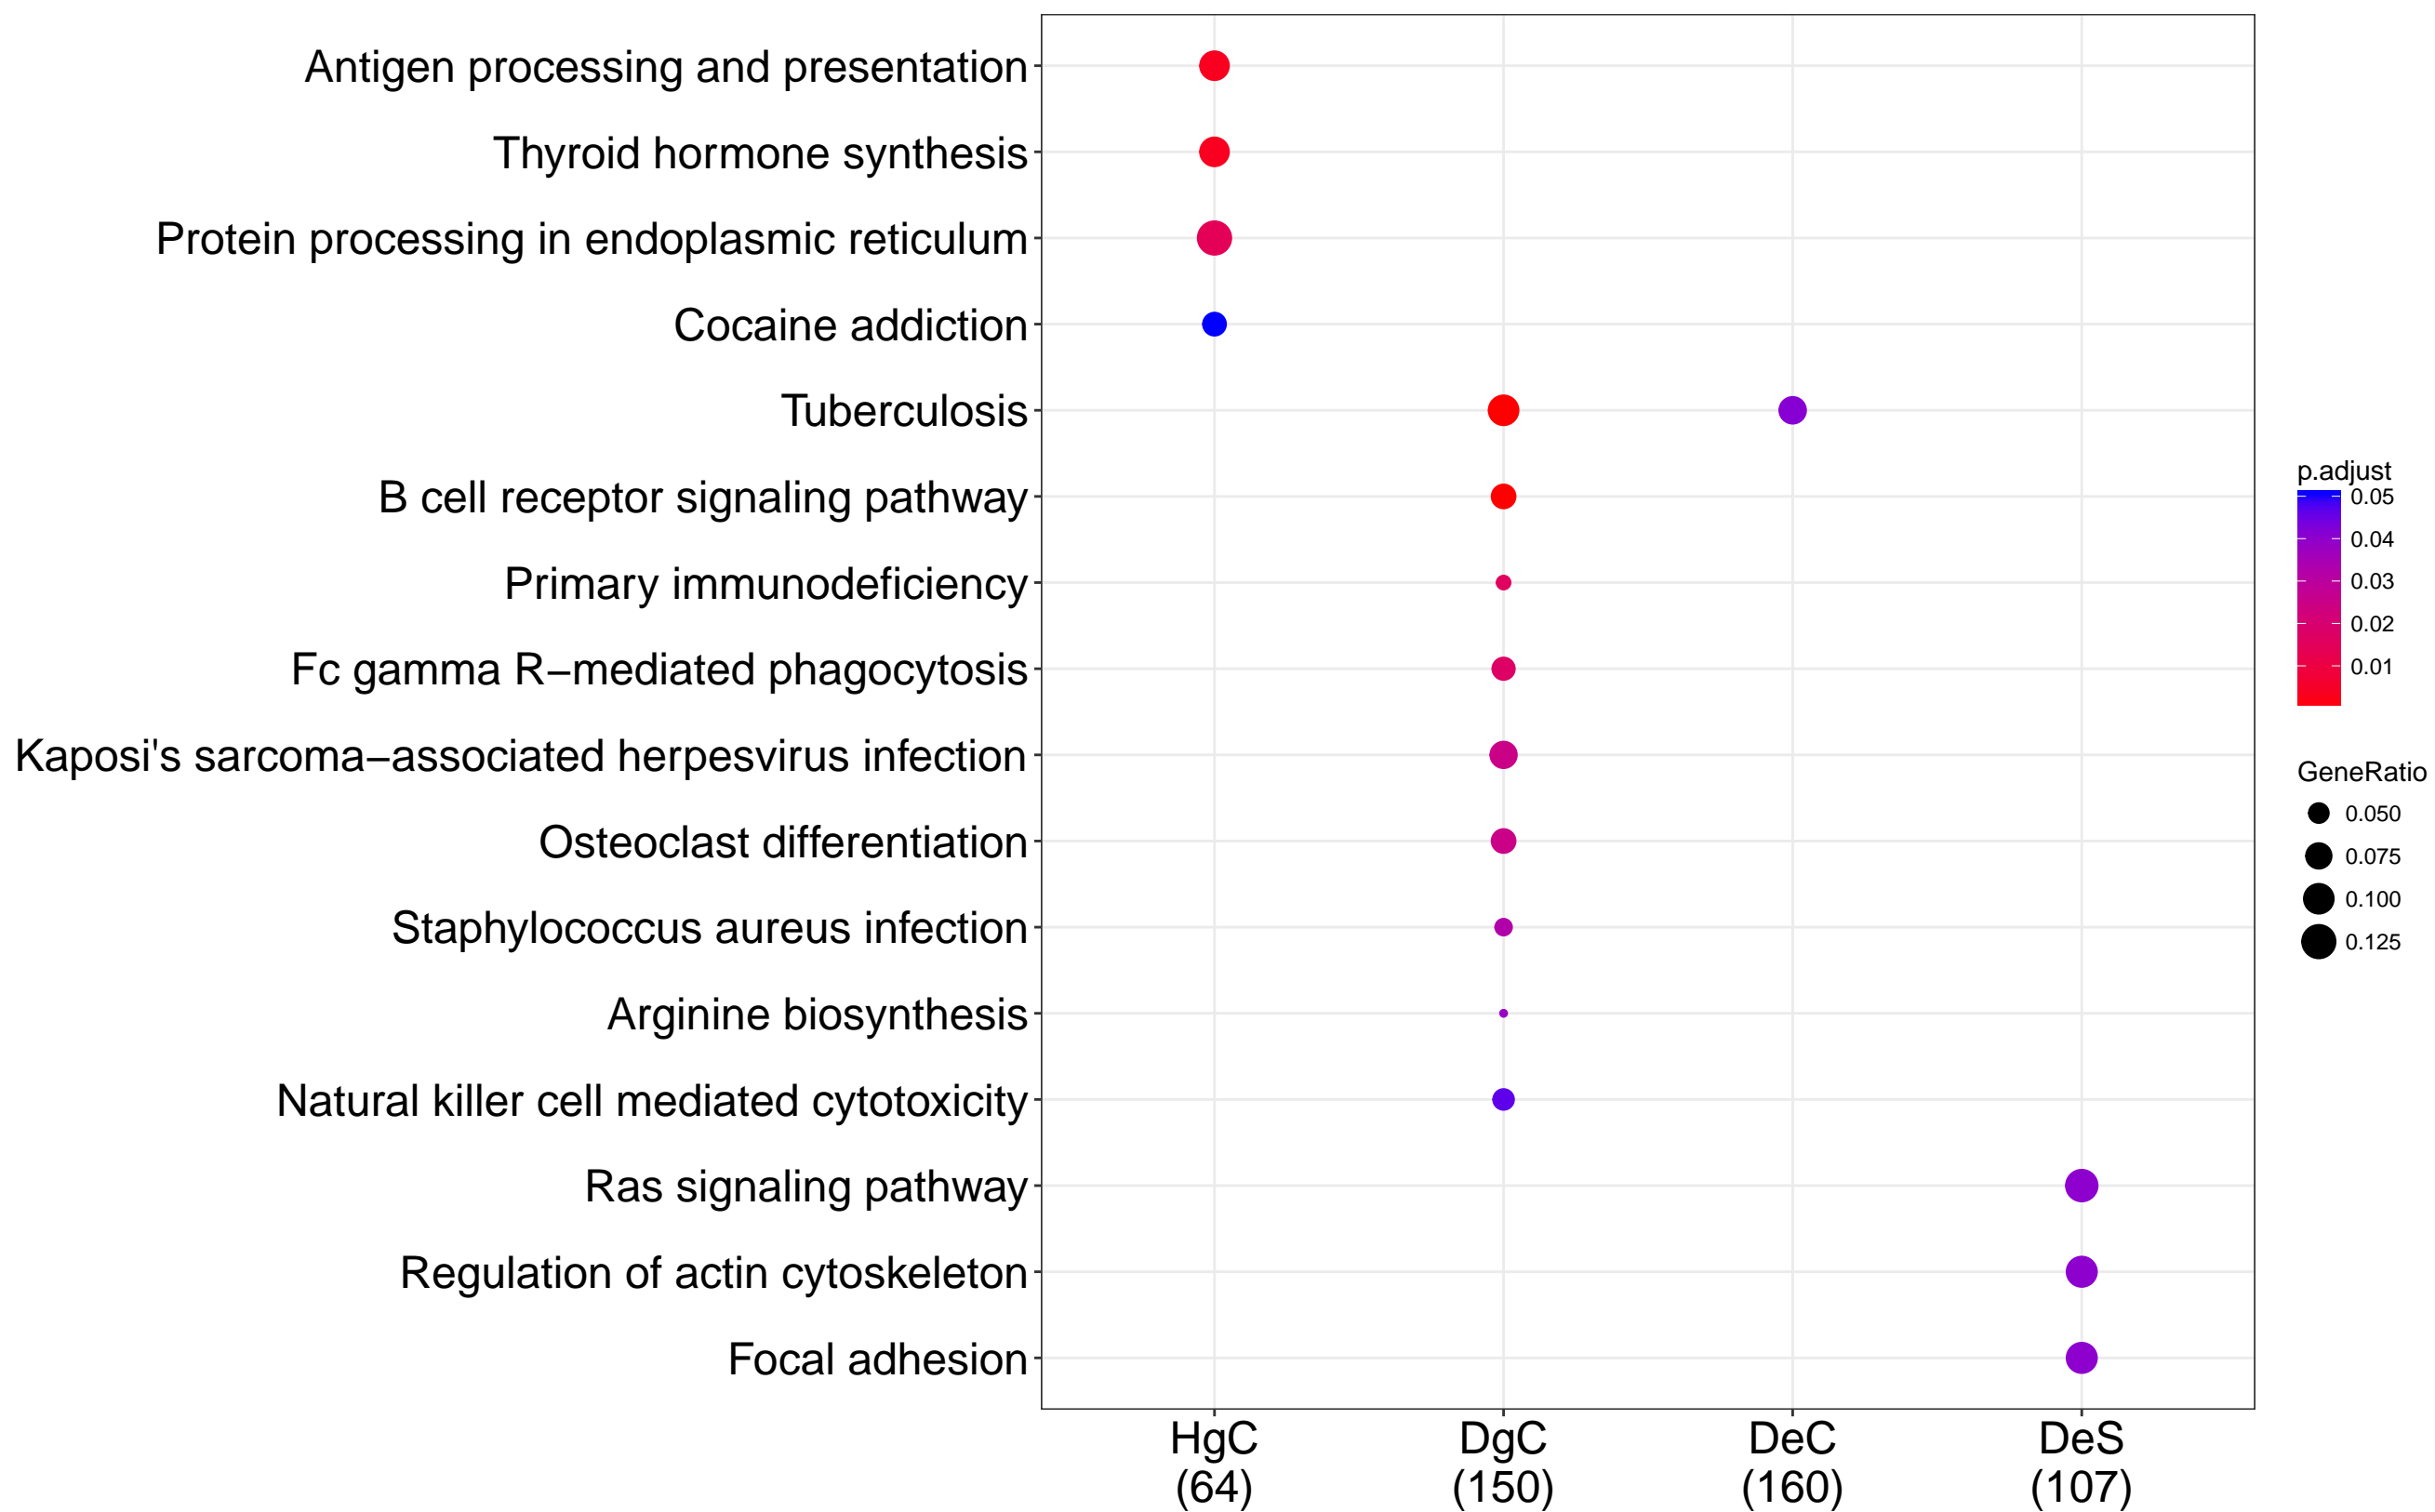 Antigen processing and presentation
Thyroid hormone synthesis
Protein processing in endoplasmic reticulum
Cocaine addiction
Tuberculosis
B cell receptor signaling pathway
Primary immunodeficiency
Fc gamma R−mediated phagocytosis
Kaposi's sarcoma−associated herpesvirus infection
Osteoclast differentiation
Staphylococcus aureus infection
Arginine biosynthesis
Natural killer cell mediated cytotoxicity
Ras signaling pathway
Regulation of actin cytoskeleton
Focal adhesion
HgC DgC DeC DeS
(64) (150) (160) (107)
p.adjust
0.05
0.04
0.03
0.02
0.01
GeneRatio
0.050
0.075
0.100
0.125